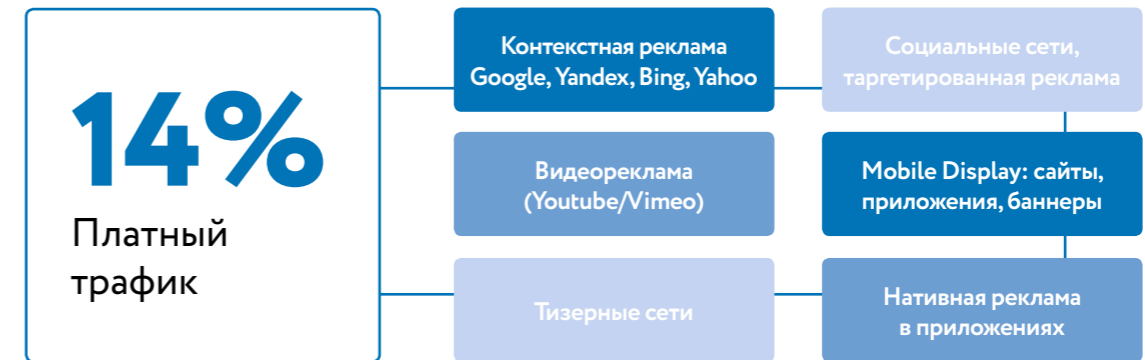 14%
Платный
трафик
Контекстная реклама
Google, Yandex, Bing, Yahoo
Социальные сети,
таргетированная реклама
Видеореклама
(Youtube/Vimeo)
Mobile Display: сайты,
приложения, баннеры
Тизерные сети
Нативная реклама
в приложениях